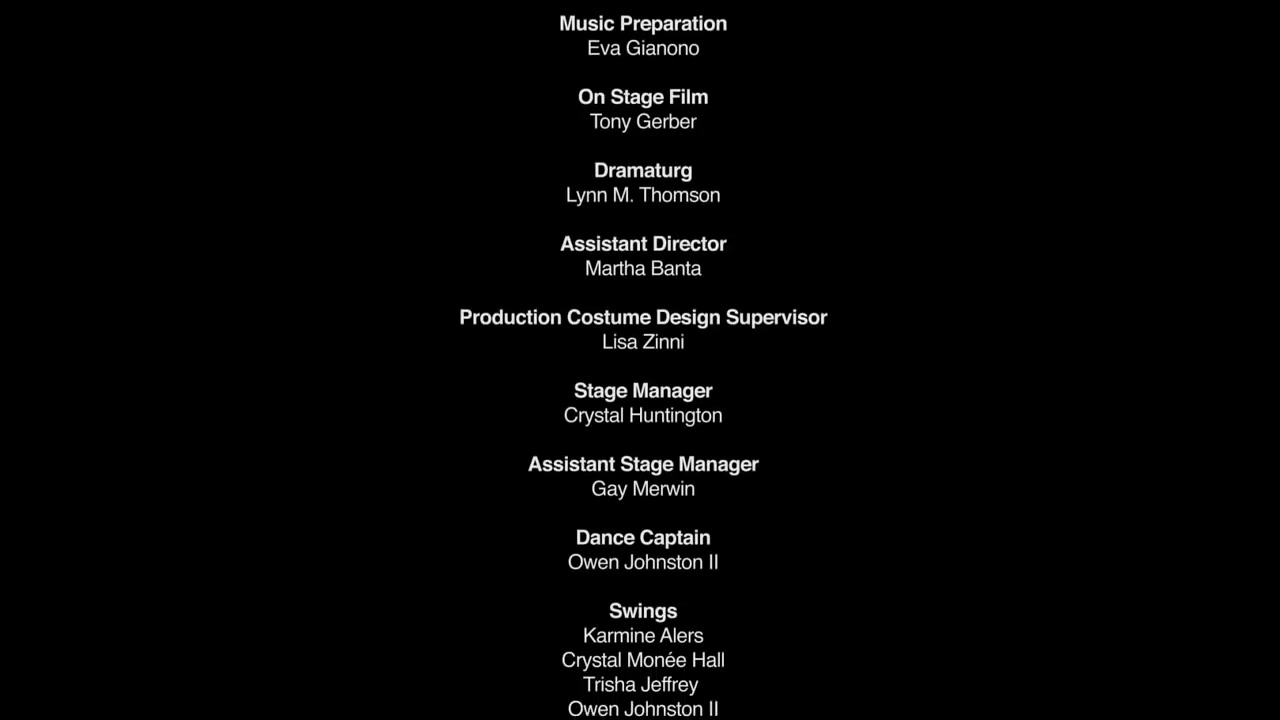 Music Preparation
Eva Gianono
On Stage Film
Tony Gerber
Dramaturg
Lynn M. Thomson
Assistant Director
Martha Banta
Production Costume Design Supervisor
Lisa Zinni
Stage Manager
Crystal Huntington
Assistant Stage Manager
Gay Merwin
Dance Captain
Owen Johnston II
Swings
Karmine Alers
Crystal Monée Hall
Trisha Jeffrey
Owen Johnston II